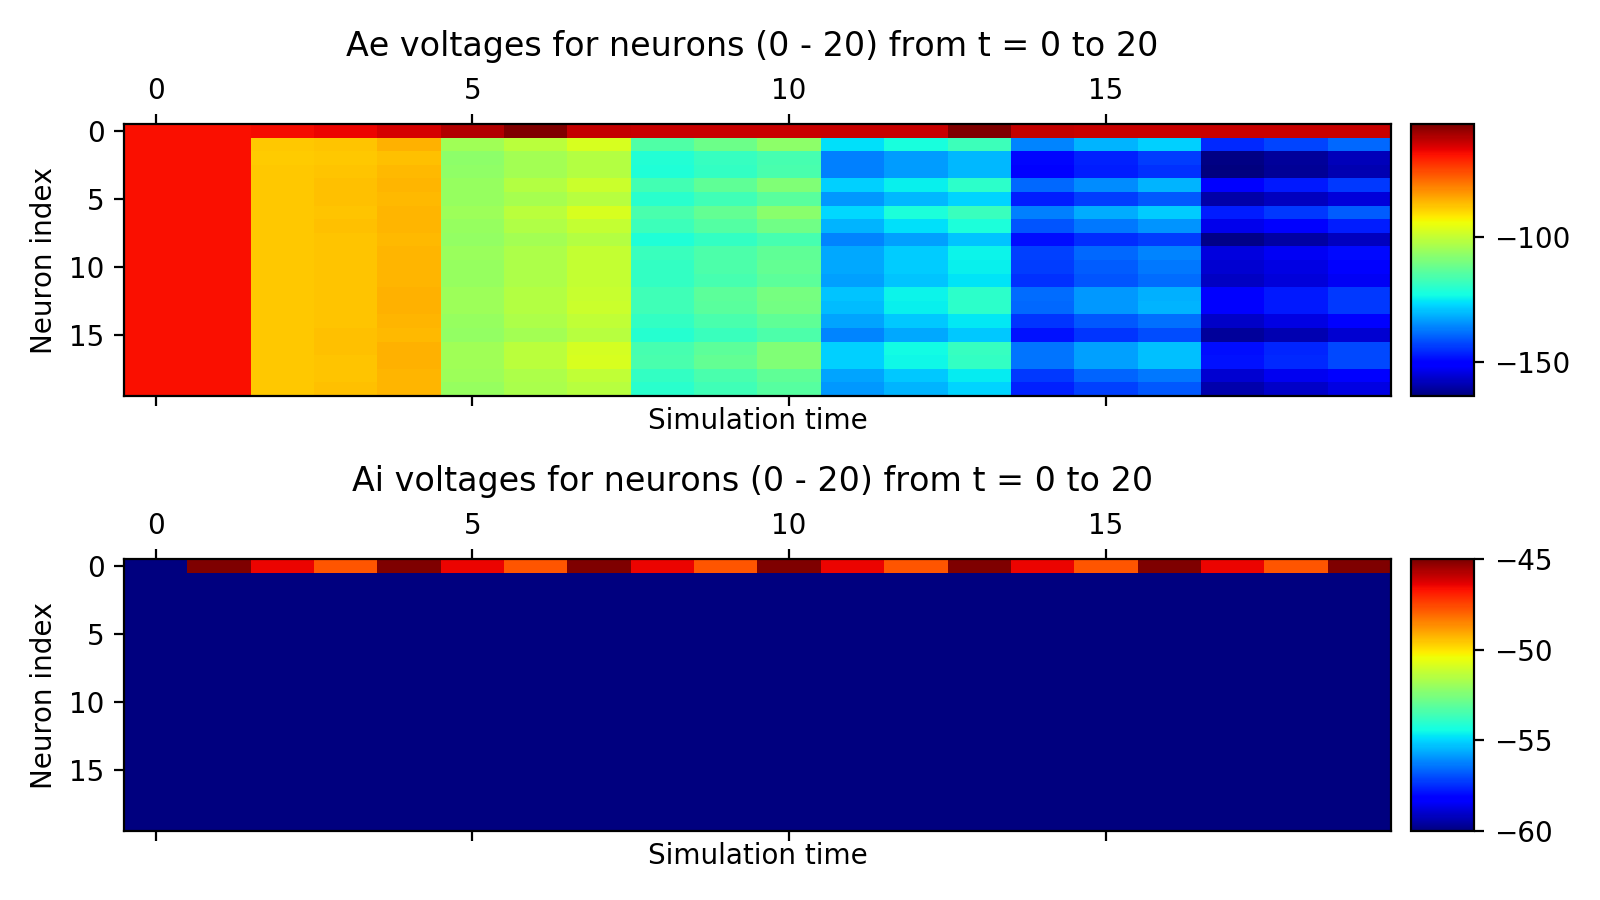 Ae voltages for neurons (0 - 20) from t = 0 to 20
0 5 10 15
Neuron index
0
5
10
15
−100
−150
Simulation time
Ai voltages for neurons (0 - 20) from t = 0 to 20
0 5 10 15
Neuron index
0
5
10
15
−45
−50
−55
−60
Simulation time